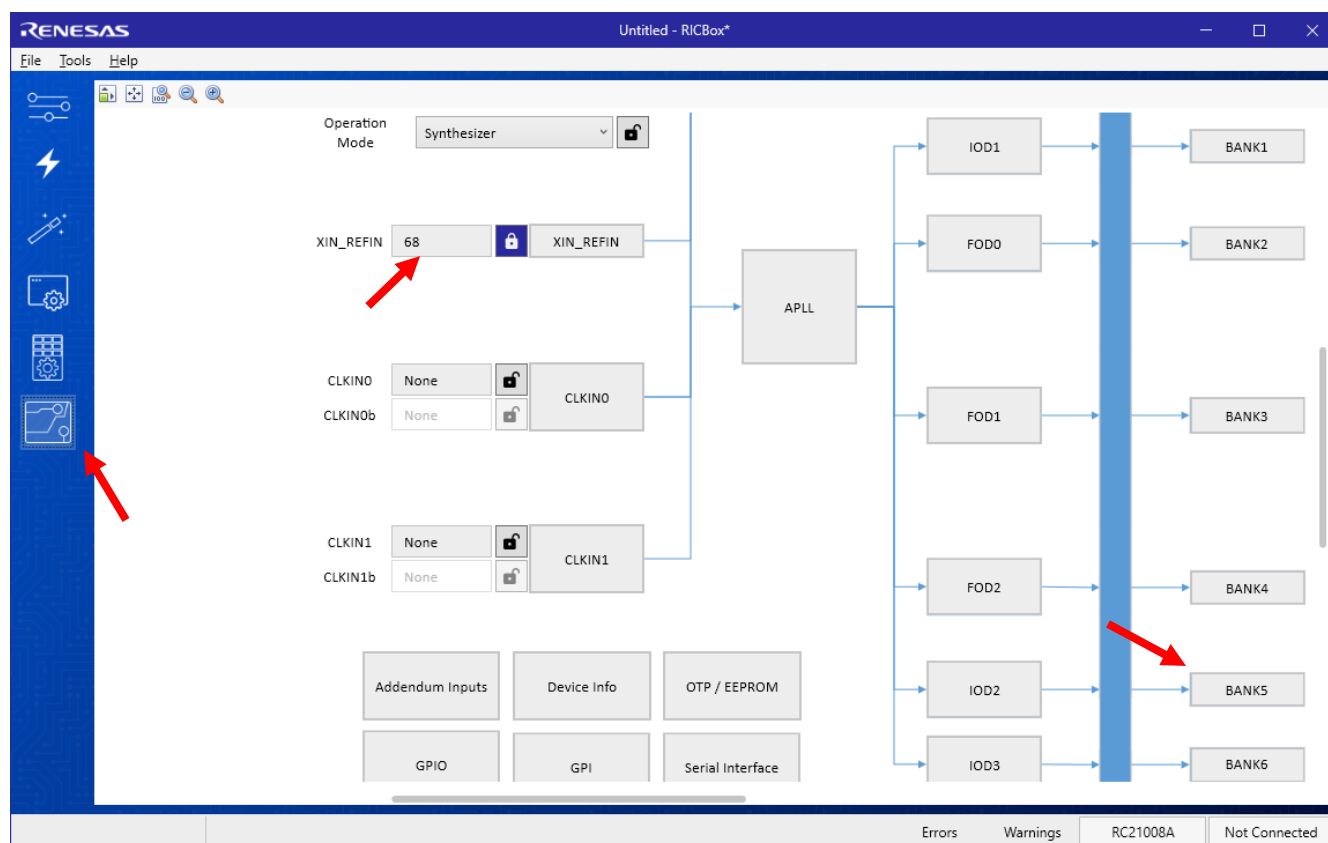 RENESAS
Untitled - RICBox*
File Tools Help
Operation
Mode
Synthesizer
IOD1
BANK1
XIN_REFIN 68 XIN_REFIN
FOD0
BANK2
APLL
CLKIN0 None
CLKIN0
CLKIN0b None
FOD1
BANK3
CLKIN1 None
CLKIN1
CLKIN1b None
FOD2
BANK4
Addendum Inputs
Device Info
OTP / EEPROM
IOD2
BANK5
GPIO
GPI
Serial Interface
IOD3
BANK6
Errors Warnings RC21008A Not Connected